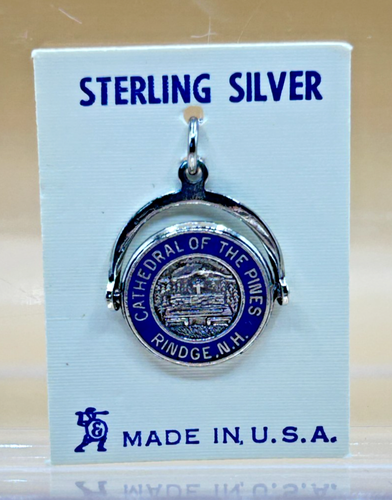 STERLING SILVER
CATHEDRAL OF THE PINES
RINDGE, N.H.
& MADE IN U.S.A.